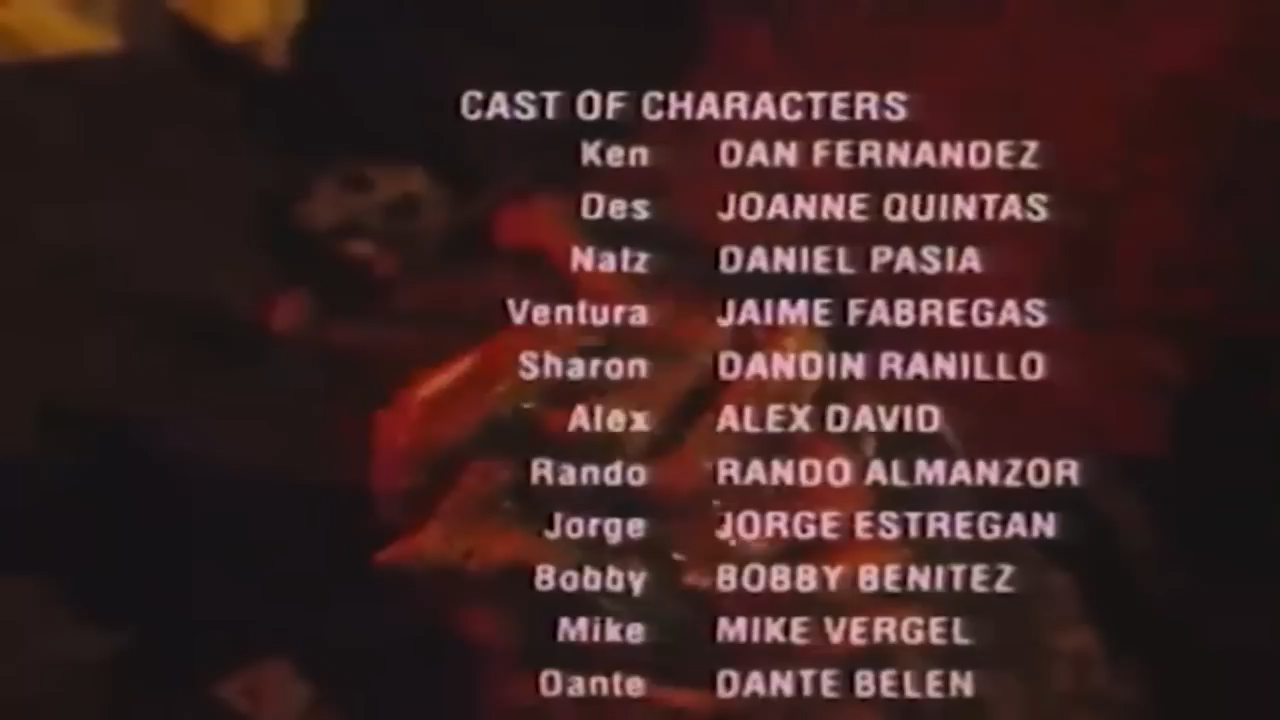 CAST OF CHARACTERS
Ken DAN FERNANDEZ
Des JOANNE QUINTAS
Natz DANIEL PASIA
Ventura JAIME FABREGAS
Sharon DANDIN RANILLO
Alex ALEX DAVID
Rando RANDO ALMANZOR
Jorge JORGE ESTREGAN
Bobby BOBBY BENITEZ
Mike MIKE VERGEL
Dante DANTE BELEN